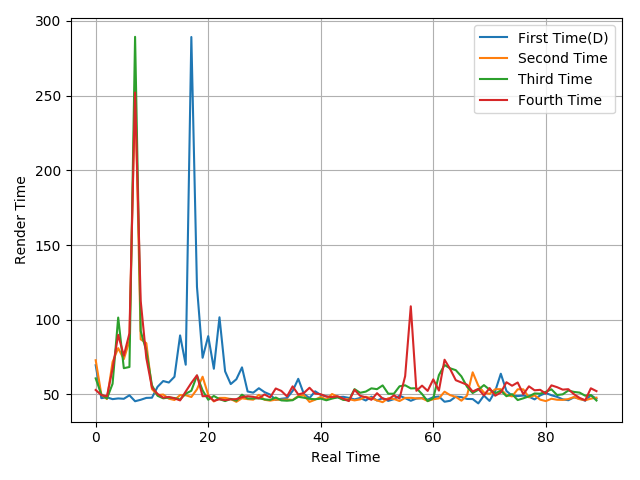 300
250
200
150
100
50
Render Time
0
20
40
60
80
Real Time
First Time(D)
Second Time
Third Time
Fourth Time